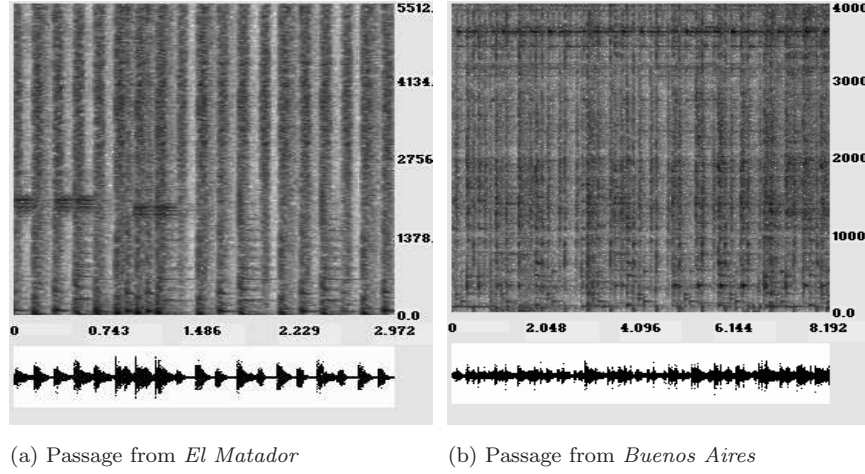 5512.
4134.
2756
1378.
0.0
0 0.743 1.486 2.229 2.972
4000
3000
2000
1000
0.0
0 2.048 4.096 6.144 8.192
(a) Passage from El Matador
(b) Passage from Buenos Aires